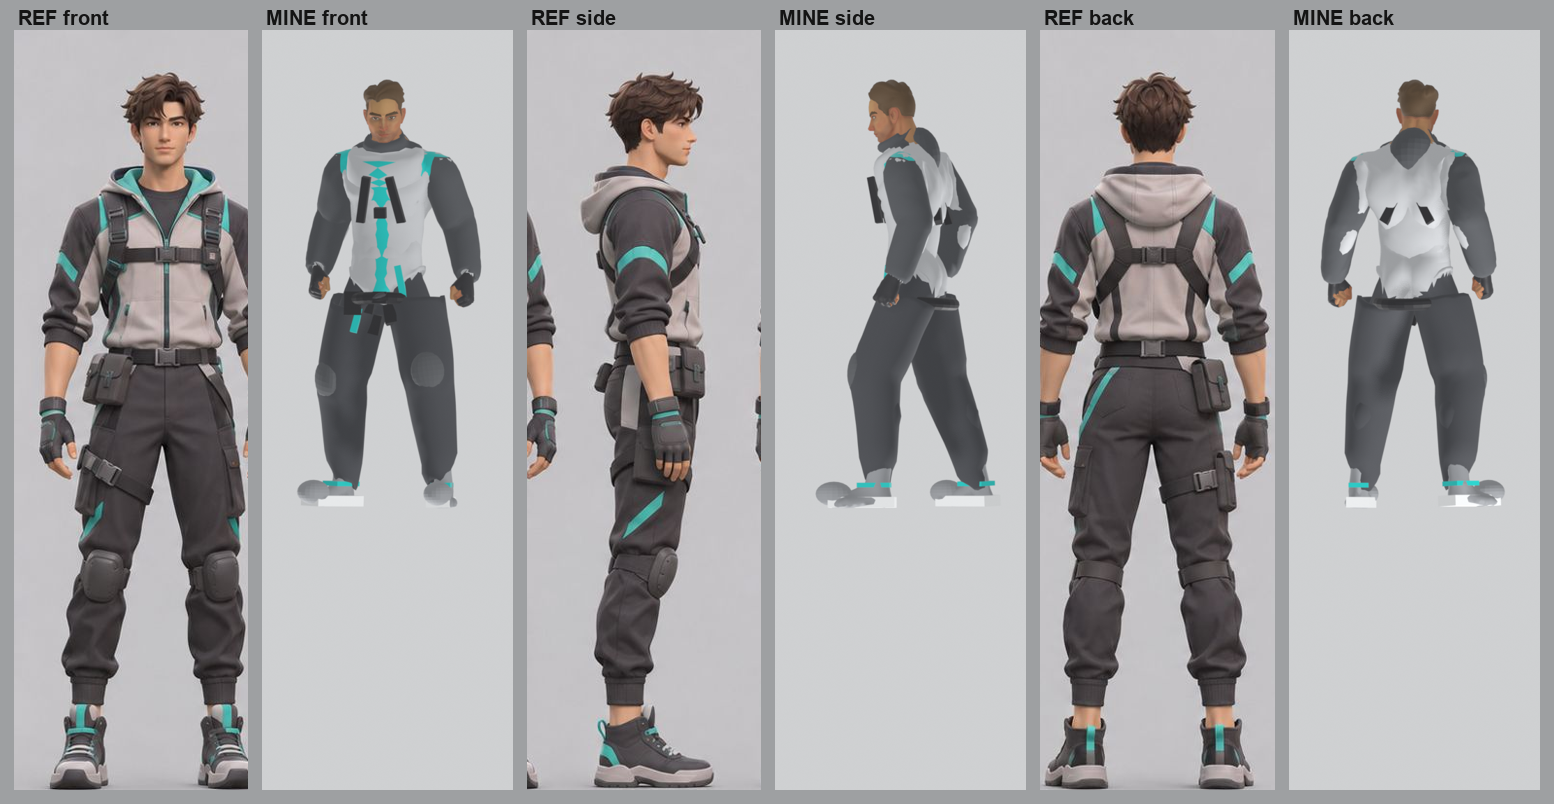 REF front
MINE front
REF side
MINE side
REF back
MINE back